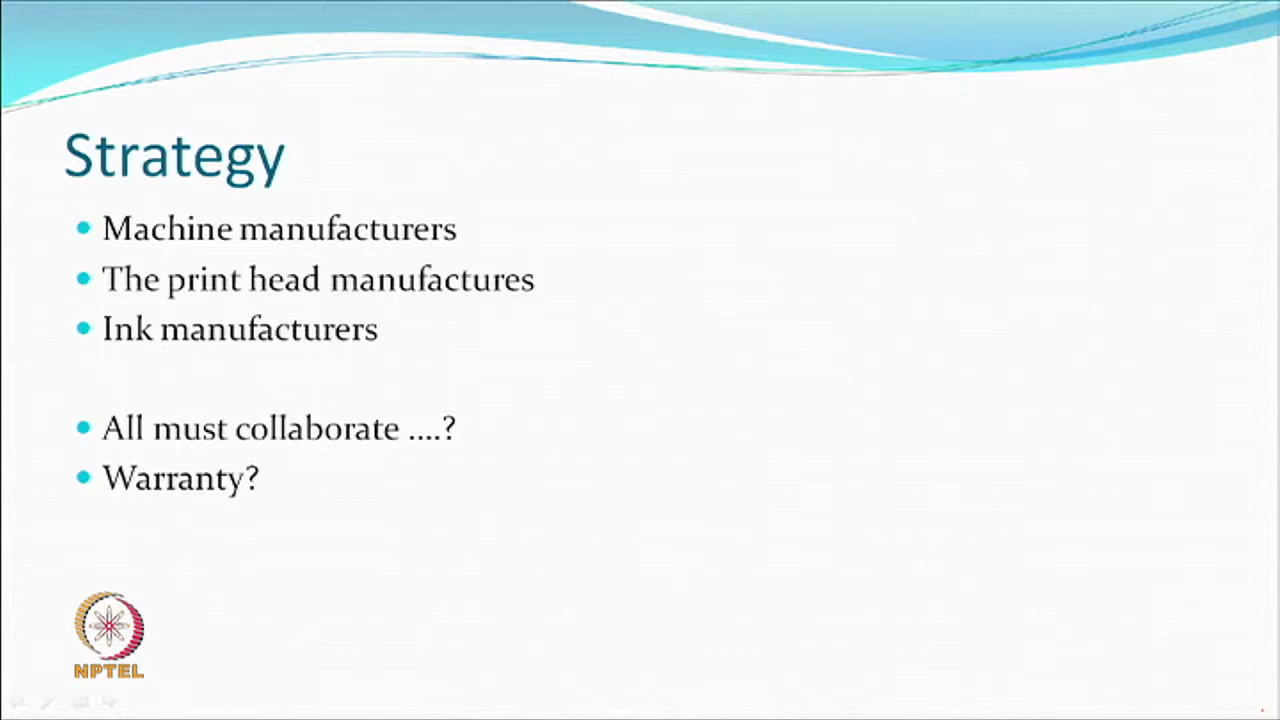 Strategy
Machine manufacturers
The print head manufactures
Ink manufacturers
All must collaborate ....?
Warranty?
NPTEL